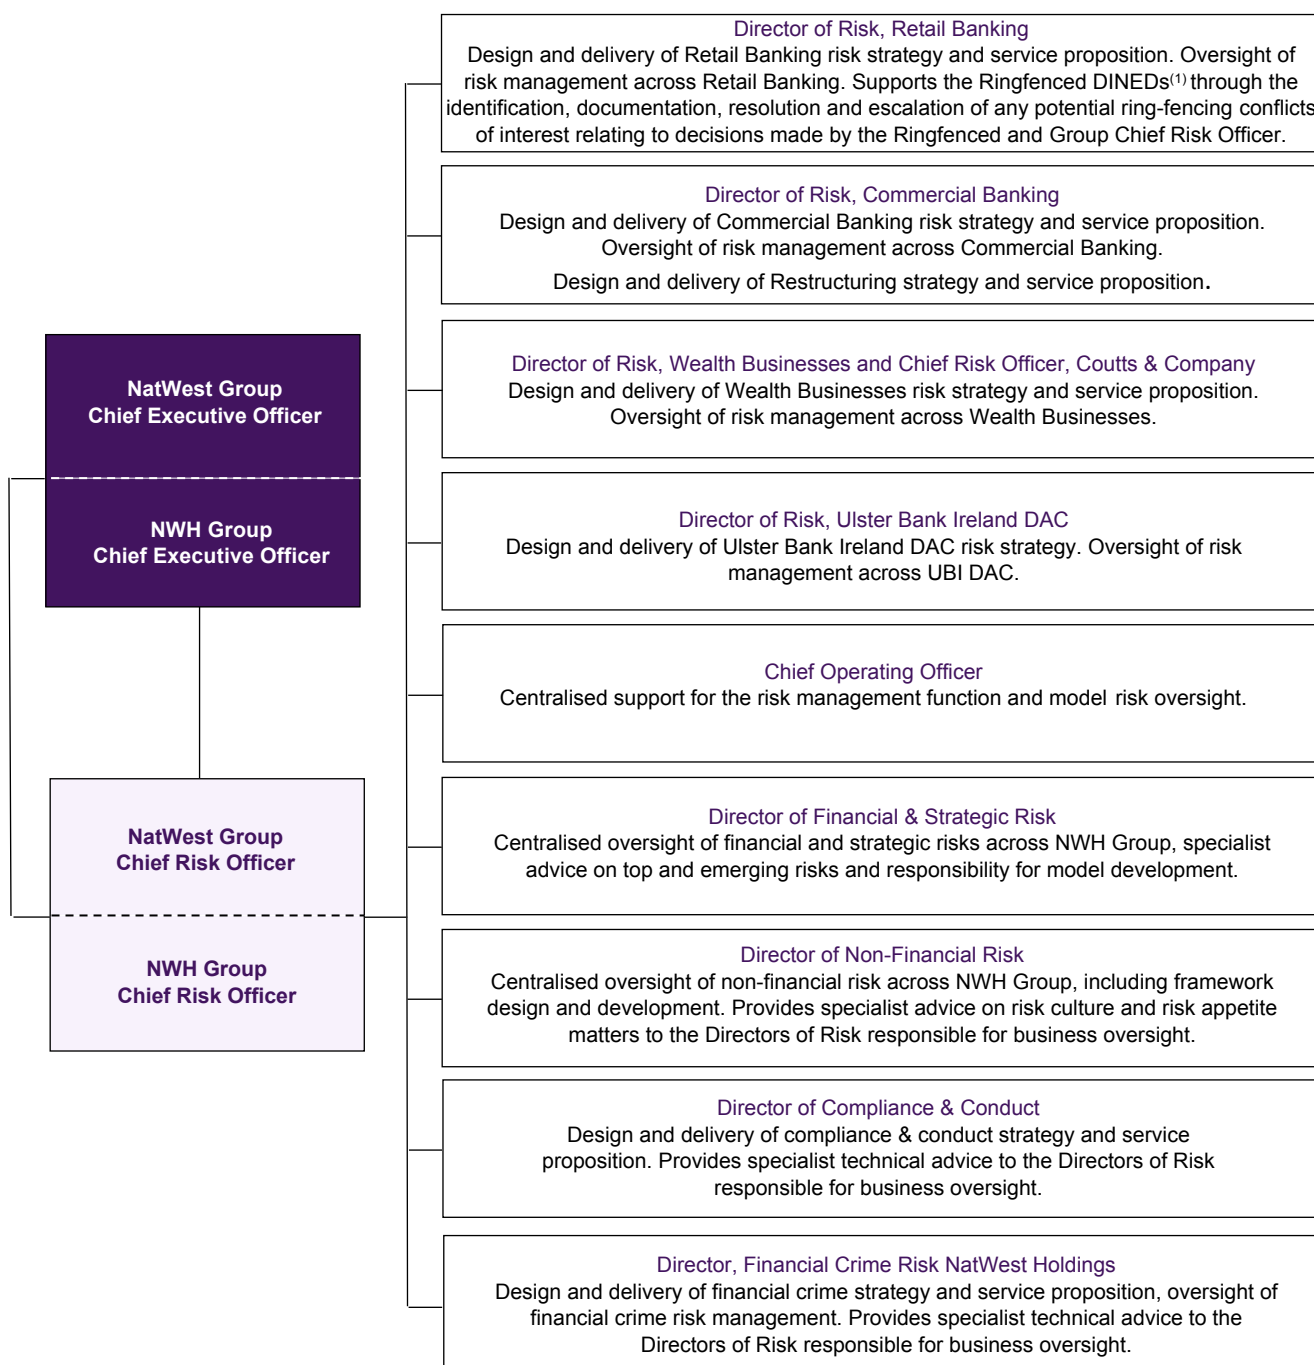 Director of Risk, Retail Banking
Design and delivery of Retail Banking risk strategy and service proposition. Oversight of
risk management across Retail Banking. Supports the Ringfenced DINEDs(1) through the
identification, documentation, resolution and escalation of any potential ring-fencing conflicts
of interest relating to decisions made by the Ringfenced and Group Chief Risk Officer.
Director of Risk, Commercial Banking
Design and delivery of Commercial Banking risk strategy and service proposition.
Oversight of risk management across Commercial Banking.
Design and delivery of Restructuring strategy and service proposition.
NatWest Group
Chief Executive Officer
NWH Group
Chief Executive Officer
Director of Risk, Wealth Businesses and Chief Risk Officer, Coutts & Company
Design and delivery of Wealth Businesses risk strategy and service proposition.
Oversight of risk management across Wealth Businesses.
Director of Risk, Ulster Bank Ireland DAC
Design and delivery of Ulster Bank Ireland DAC risk strategy. Oversight of risk
management across UBI DAC.
Chief Operating Officer
Centralised support for the risk management function and model risk oversight.
NatWest Group
Chief Risk Officer
NWH Group
Chief Risk Officer
Director of Financial & Strategic Risk
Centralised oversight of financial and strategic risks across NWH Group, specialist
advice on top and emerging risks and responsibility for model development.
Director of Non-Financial Risk
Centralised oversight of non-financial risk across NWH Group, including framework
design and development. Provides specialist advice on risk culture and risk appetite
matters to the Directors of Risk responsible for business oversight.
Director of Compliance & Conduct
Design and delivery of compliance & conduct strategy and service
proposition. Provides specialist technical advice to the Directors of Risk
responsible for business oversight.
Director, Financial Crime Risk NatWest Holdings
Design and delivery of financial crime strategy and service proposition, oversight of
financial crime risk management. Provides specialist technical advice to the
Directors of Risk responsible for business oversight.